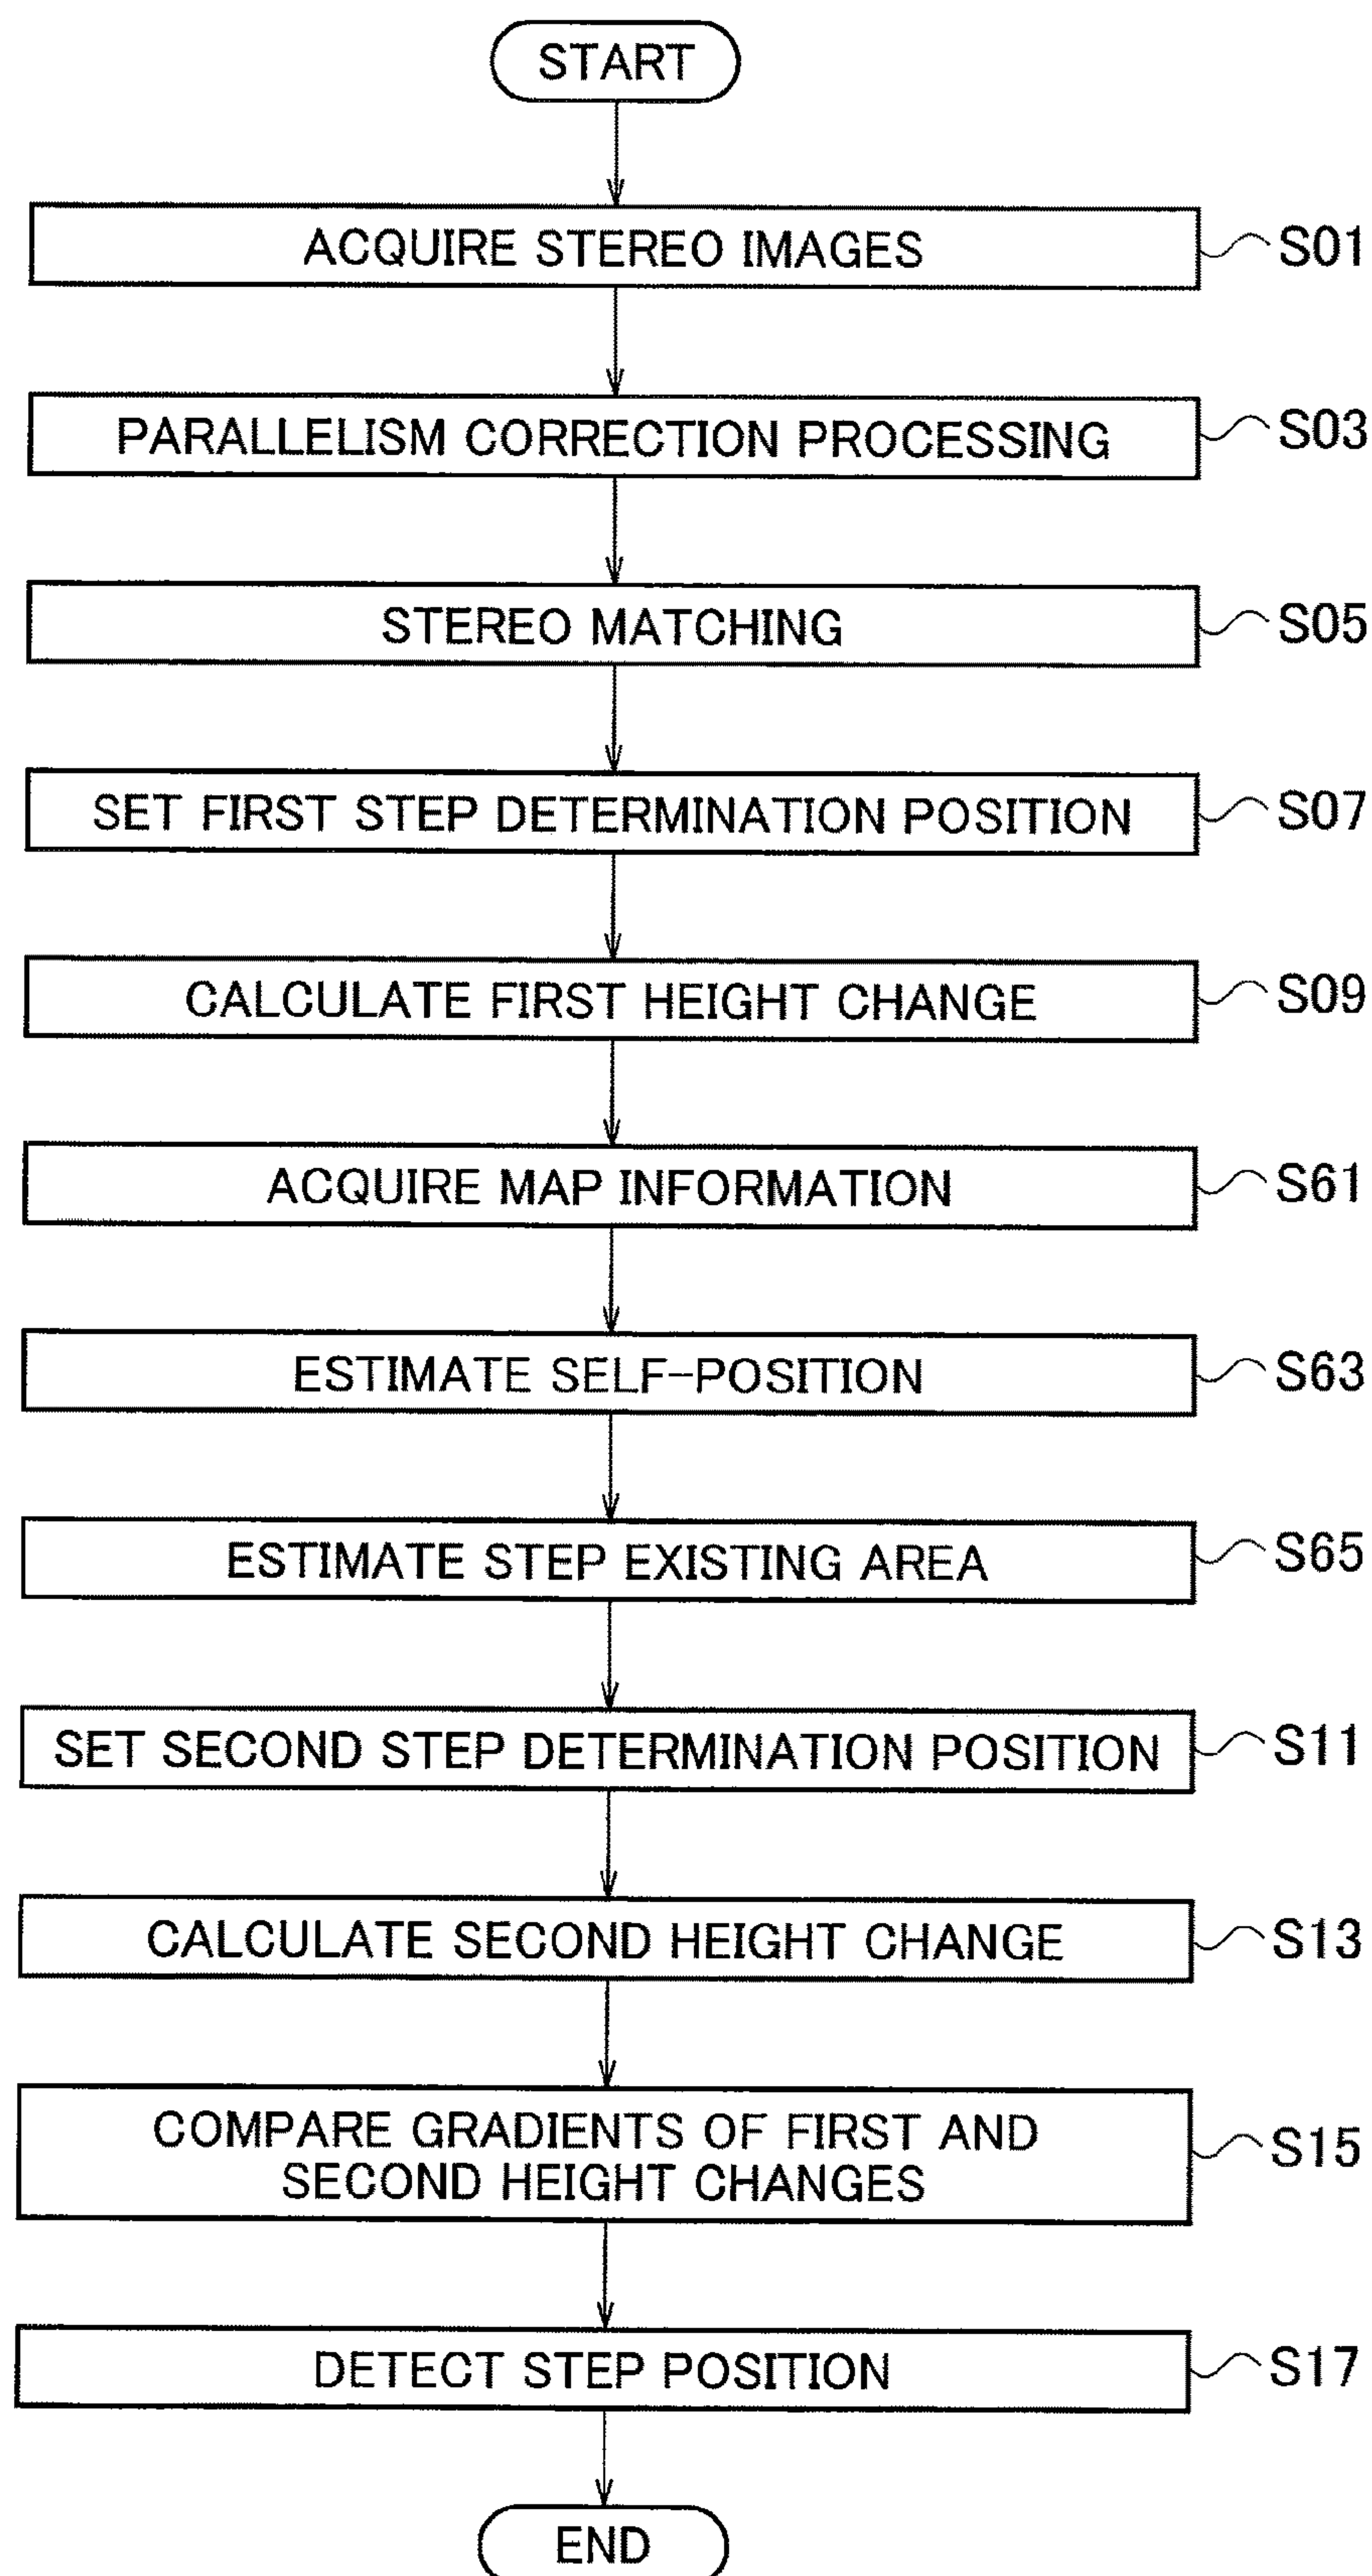 START
ACQUIRE STEREO IMAGES
S01
PARALLELISM CORRECTION PROCESSING
S03
STEREO MATCHING
S05
SET FIRST STEP DETERMINATION POSITION
S07
CALCULATE FIRST HEIGHT CHANGE
S09
ACQUIRE MAP INFORMATION
S61
ESTIMATE SELF-POSITION
S63
ESTIMATE STEP EXISTING AREA
S65
SET SECOND STEP DETERMINATION POSITION
S11
CALCULATE SECOND HEIGHT CHANGE
S13
COMPARE GRADIENTS OF FIRST AND
SECOND HEIGHT CHANGES
S15
DETECT STEP POSITION
S17
END